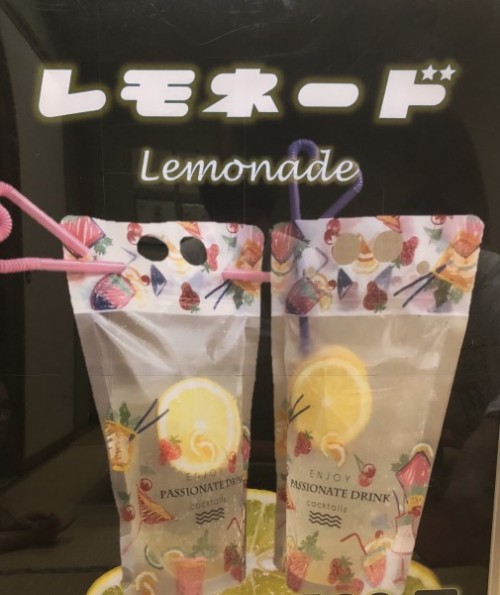 レモネード
Lemonade
ENJOY
PASSIONATE DRINK
cocktails
ENJOY
PASSIONATE DRINK
cocktails